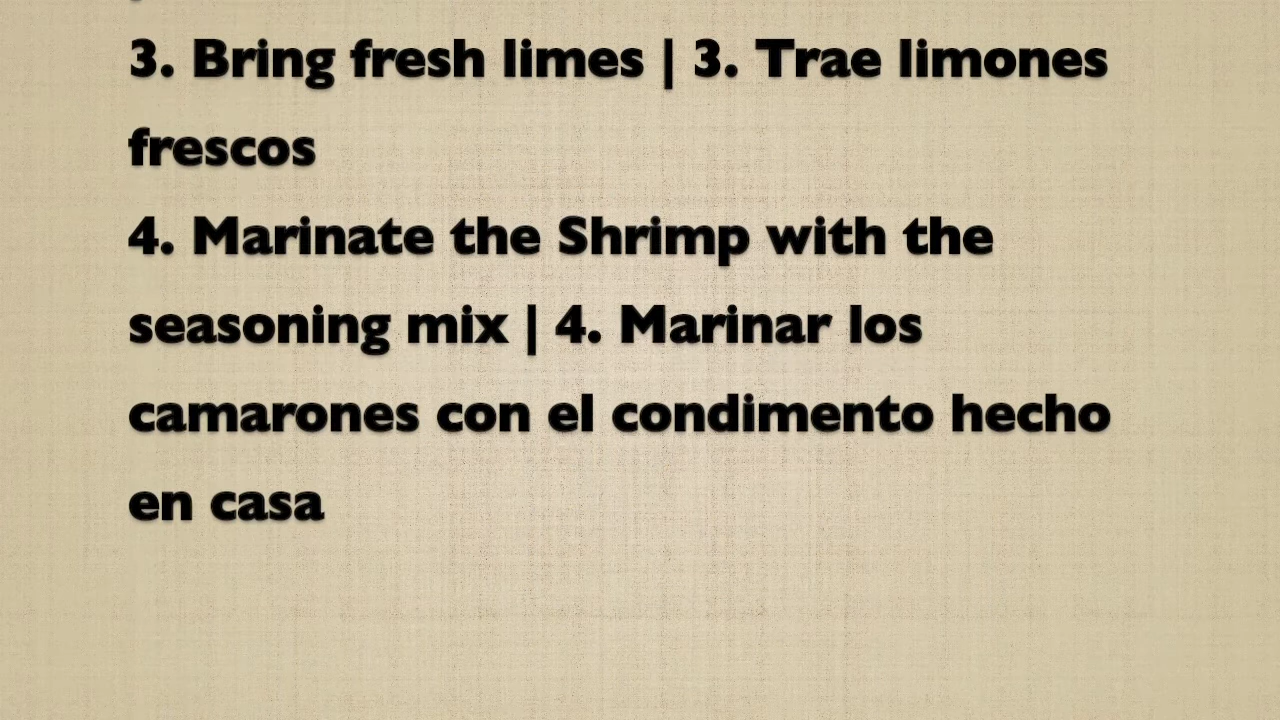 3. Bring fresh limes | 3. Trae limones
frescos
4. Marinate the Shrimp with the
seasoning mix | 4. Marinar los
camarones con el condimento hecho
en casa